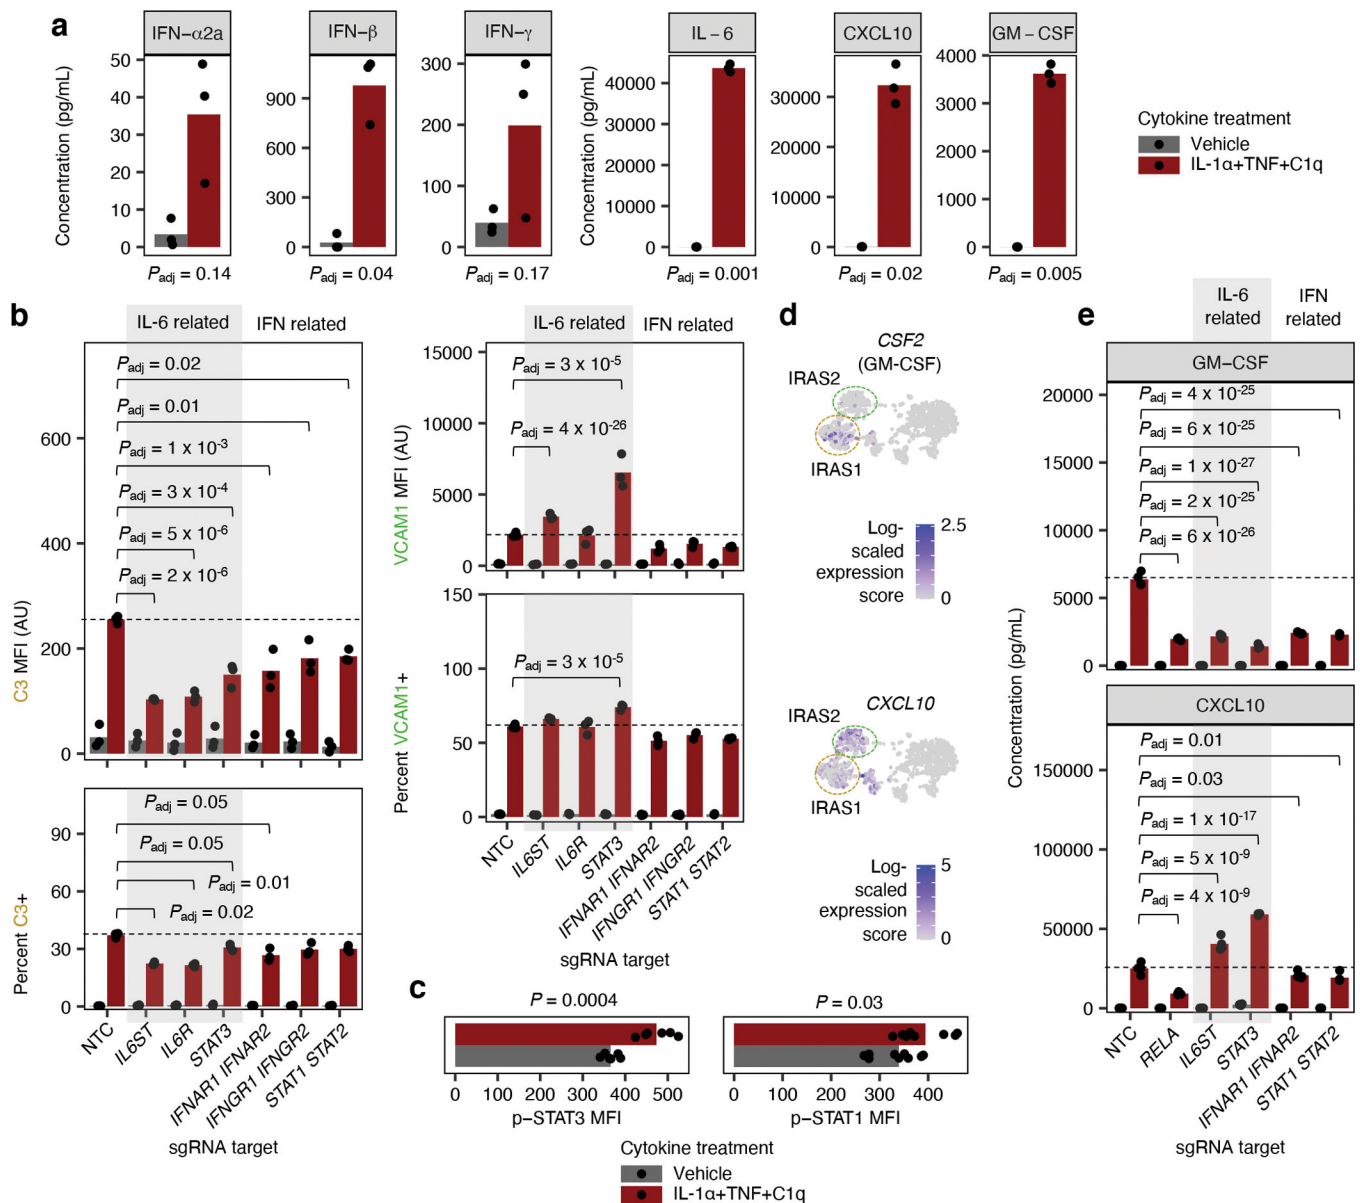 a
IFN–α2a
IFN–β
IFN–γ
IL – 6
CXCL10
GM – CSF
Concentration (pg/mL)
50
40
30
20
10
0
900
600
300
0
300
200
100
0
Concentration (pg/mL)
40000
30000
20000
10000
0
30000
20000
10000
0
4000
3000
2000
1000
0
Padj = 0.14
Padj = 0.04
Padj = 0.17
Padj = 0.001
Padj = 0.02
Padj = 0.005
Cytokine treatment
Vehicle
IL-1α+TNF+C1q
b
IL-6 related
IFN related
C3 MFI (AU)
600
400
200
0
Padj = 0.02
Padj = 0.01
Padj = 1 x 10-3
Padj = 3 x 10-4
Padj = 5 x 10-6
Padj = 2 x 10-6
Percent C3+
90
60
30
0
Padj = 0.05
Padj = 0.05
Padj = 0.01
Padj = 0.02
NTC
IL6ST
IL6R
STAT3
IFNAR1 IFNAR2
IFNGR1 IFNGR2
STAT1 STAT2
sgRNA target
IL-6 related
IFN related
VCAM1 MFI (AU)
15000
10000
5000
0
Padj = 3 x 10-5
Padj = 4 x 10-26
Percent VCAM1+
150
100
50
0
Padj = 3 x 10-5
NTC
IL6ST
IL6R
STAT3
IFNAR1 IFNAR2
IFNGR1 IFNGR2
STAT1 STAT2
sgRNA target
c
P = 0.0004
0 100 200 300 400 500
p–STAT3 MFI
P = 0.03
0 100 200 300 400
p–STAT1 MFI
Cytokine treatment
Vehicle
IL-1α+TNF+C1q
d
CSF2
(GM-CSF)
IRAS2
IRAS1
Log-
scaled
expression
score
2.5
0
CXCL10
IRAS2
IRAS1
Log-
scaled
expression
score
5
0
e
IL-6
related
IFN
related
GM–CSF
Concentration (pg/mL)
20000
15000
10000
5000
0
Padj = 4 x 10-25
Padj = 6 x 10-25
Padj = 1 x 10-27
Padj = 2 x 10-25
Padj = 6 x 10-26
CXCL10
150000
100000
50000
0
Padj = 0.01
Padj = 0.03
Padj = 1 x 10-17
Padj = 5 x 10-9
Padj = 4 x 10-9
NTC
RELA
IL6ST
STAT3
IFNAR1 IFNAR2
STAT1 STAT2
sgRNA target